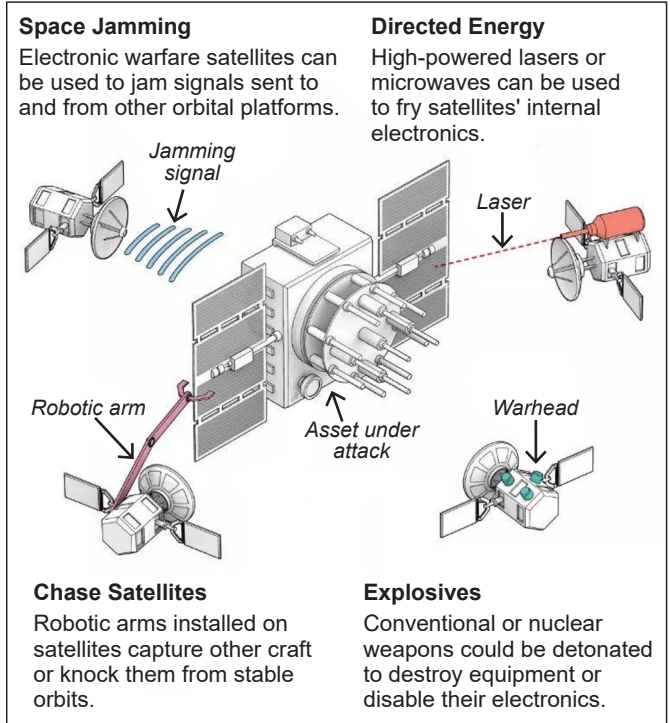 Space Jamming
Electronic warfare satellites can
be used to jam signals sent to
and from other orbital platforms.
Directed Energy
High-powered lasers or
microwaves can be used
to fry satellites' internal
electronics.
Jamming
signal
Laser
Robotic arm
Asset under
attack
Warhead
Chase Satellites
Robotic arms installed on
satellites capture other craft
or knock them from stable
orbits.
Explosives
Conventional or nuclear
weapons could be detonated
to destroy equipment or
disable their electronics.